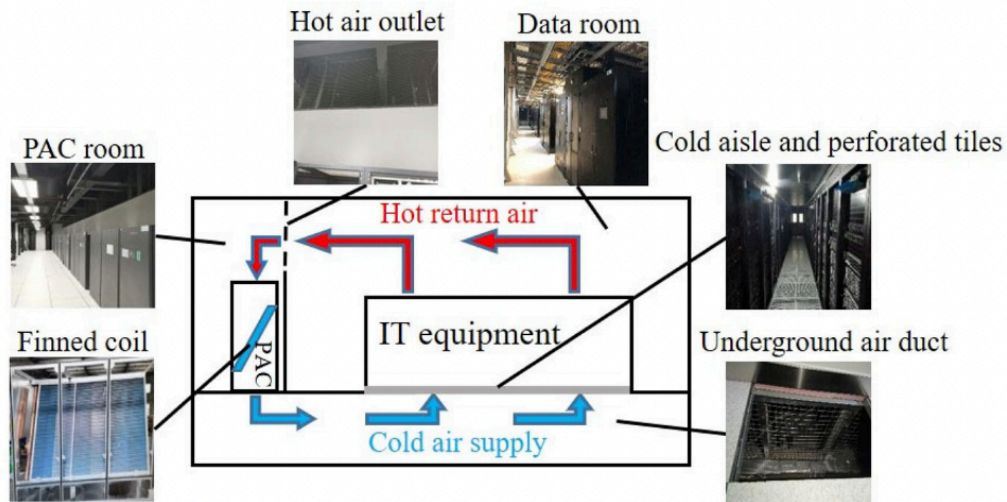 Hot air outlet
Data room
PAC room
Cold aisle and perforated tiles
Hot return air
IT equipment
PAC
Finned coil
Underground air duct
Cold air supply